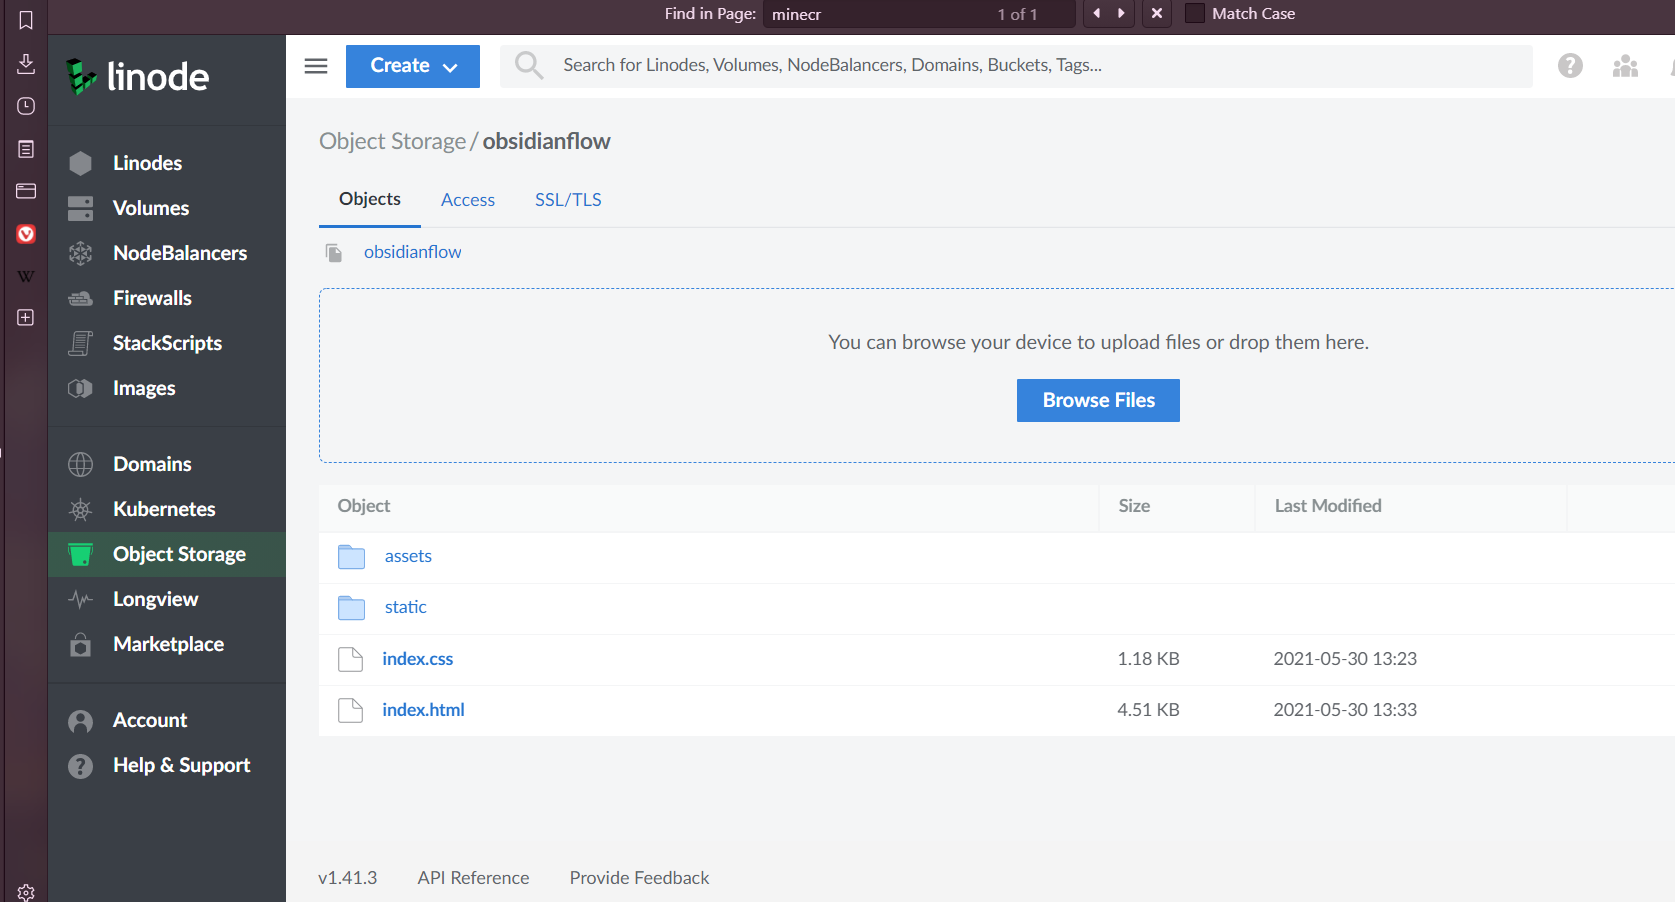 Find in Page: minecr 1 of 1 Match Case
linode
Create
Search for Linodes, Volumes, NodeBalancers, Domains, Buckets, Tags...
Linodes
Volumes
NodeBalancers
Firewalls
StackScripts
Images
Domains
Kubernetes
Object Storage
Longview
Marketplace
Account
Help & Support
Object Storage / obsidianflow
Objects Access SSL/TLS
obsidianflow
You can browse your device to upload files or drop them here.
Browse Files
Object Size Last Modified
assets
static
index.css 1.18 KB 2021-05-30 13:23
index.html 4.51 KB 2021-05-30 13:33
v1.41.3 API Reference Provide Feedback
W